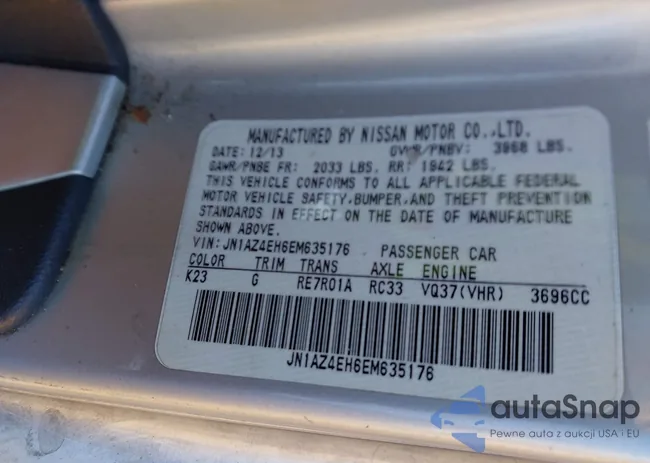 MANUFACTURED BY NISSAN MOTOR CO.,LTD.
DATE: 12/13 GVWR/PNBV: 3968 LBS.
GAWR/PNBE FR: 2033 LBS. RR: 1942 LBS.
THIS VEHICLE CONFORMS TO ALL APPLICABLE FEDERAL
MOTOR VEHICLE SAFETY,BUMPER,AND THEFT PREVENTION
STANDARDS IN EFFECT ON THE DATE OF MANUFACTURE
SHOWN ABOVE.
VIN: JN1AZ4EH6EM635176 PASSENGER CAR
COLOR TRIM TRANS AXLE ENGINE
K23 G RE7R01A RC33 VQ37(VHR) 3696CC
JN1AZ4EH6EM635176
autaSnap
Pewne auta z aukcji USA i EU